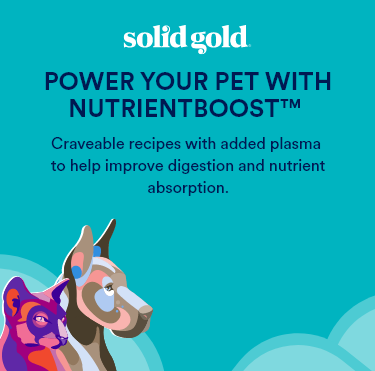 solid gold
POWER YOUR PET WITH
NUTRIENTBOOST™
Craveable recipes with added plasma
to help improve digestion and nutrient
absorption.